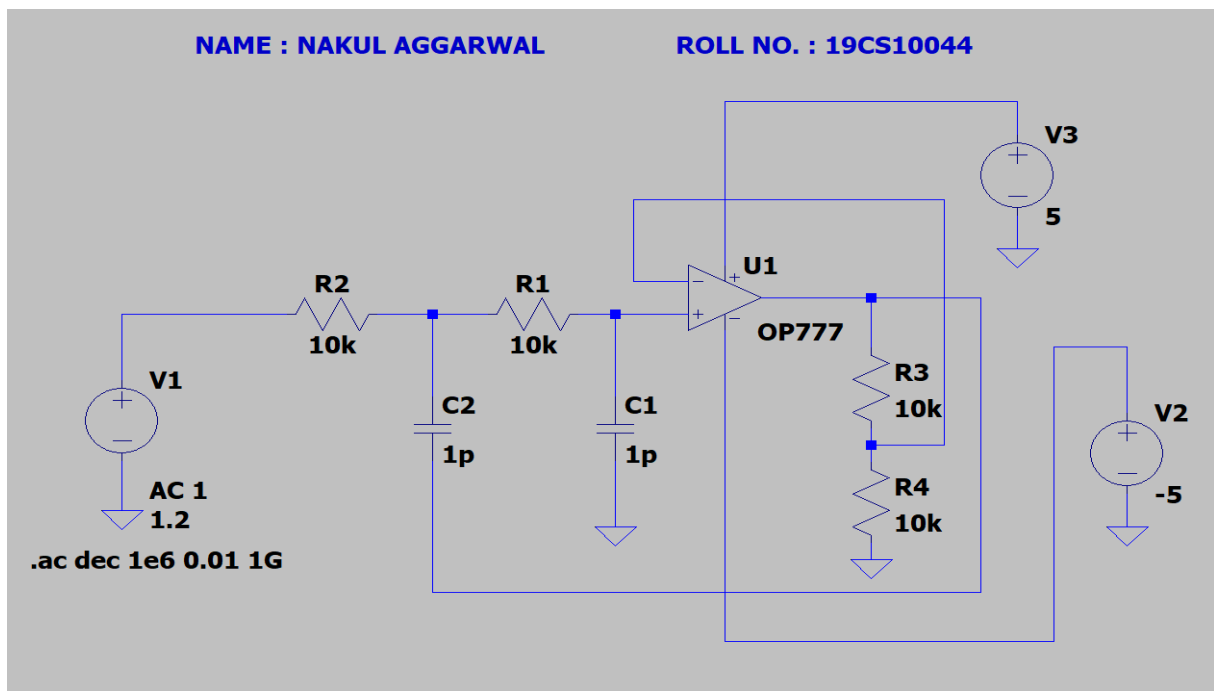 NAME : NAKUL AGGARWAL ROLL NO. : 19CS10044
V3
5
U1
OP777
R2
10k
R1
10k
V1
AC 1
1.2
C2
1p
C1
1p
R3
10k
R4
10k
V2
-5
.ac dec 1e6 0.01 1G